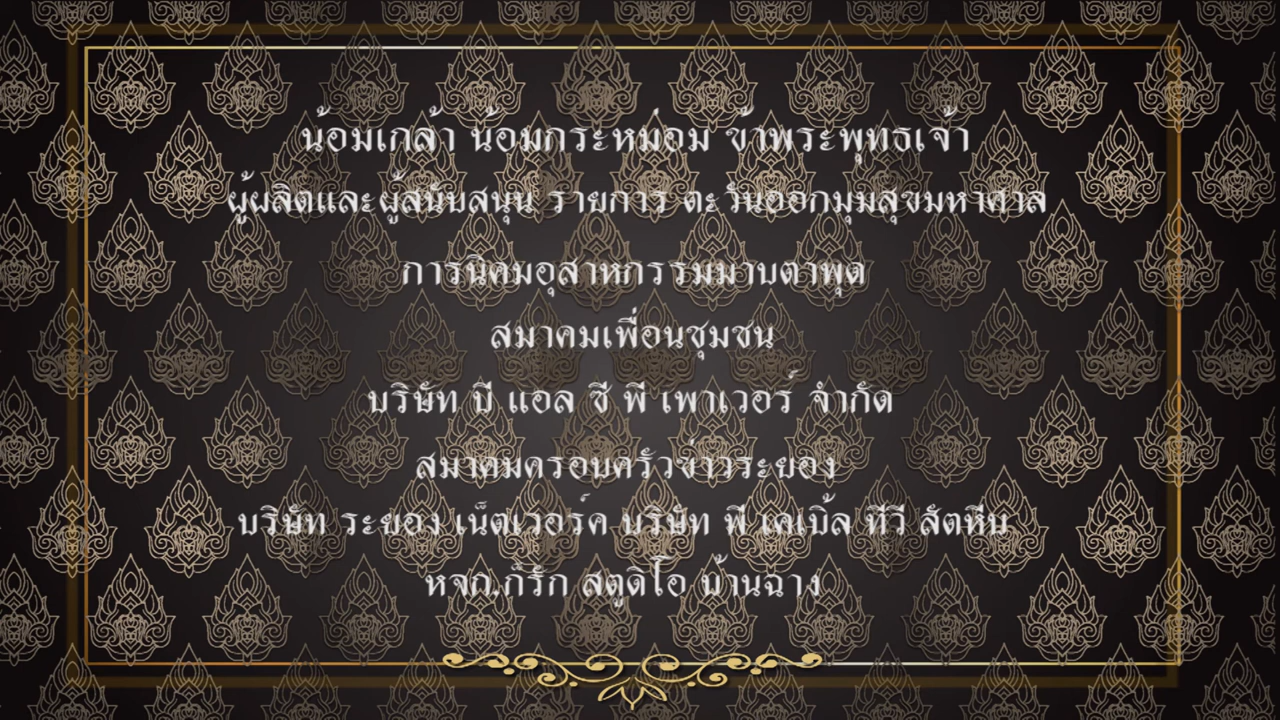 น้อมเกล้า น้อมกระหม่อม ข้าพระพุทธเจ้า
ผู้ผลิตและผู้สนับสนุน รายการ ตะวันออกมุมสุขมหาศาล
การนิคมอุสาหกรรมมาบตาพุด
สมาคมเพื่อนชุมชน
บริษัท บี แอล ซี พี เพาเวอร์ จำกัด
สมาคมครอบครัวข่าวระยอง
บริษัท ระยอง เน็ตเวอร์ค บริษัท พี เคเบิ้ล ทีวี สัตหีบ
หจก.ก็รัก สตูดิโอ บ้านฉาง